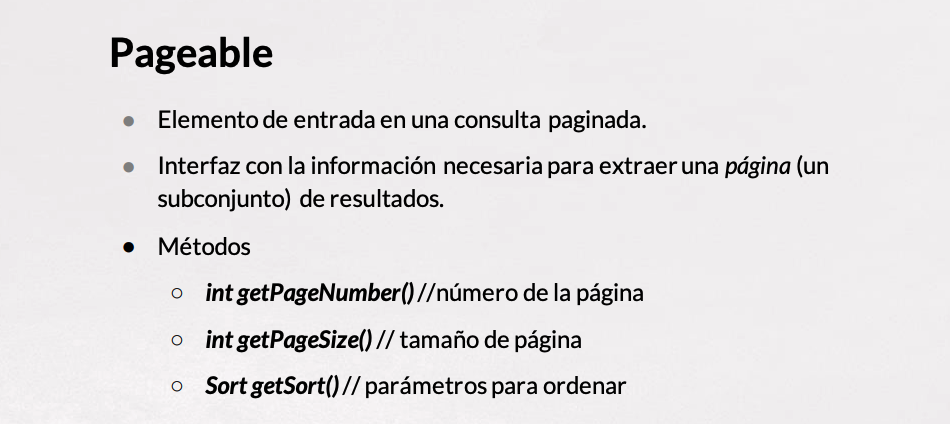 Pageable
● Elemento de entrada en una consulta paginada.
● Interfaz con la información necesaria para extraer una página (un
subconjunto) de resultados.
● Métodos
○ int getPageNumber() //número de la página
○ int getPageSize() // tamaño de página
○ Sort getSort() // parámetros para ordenar